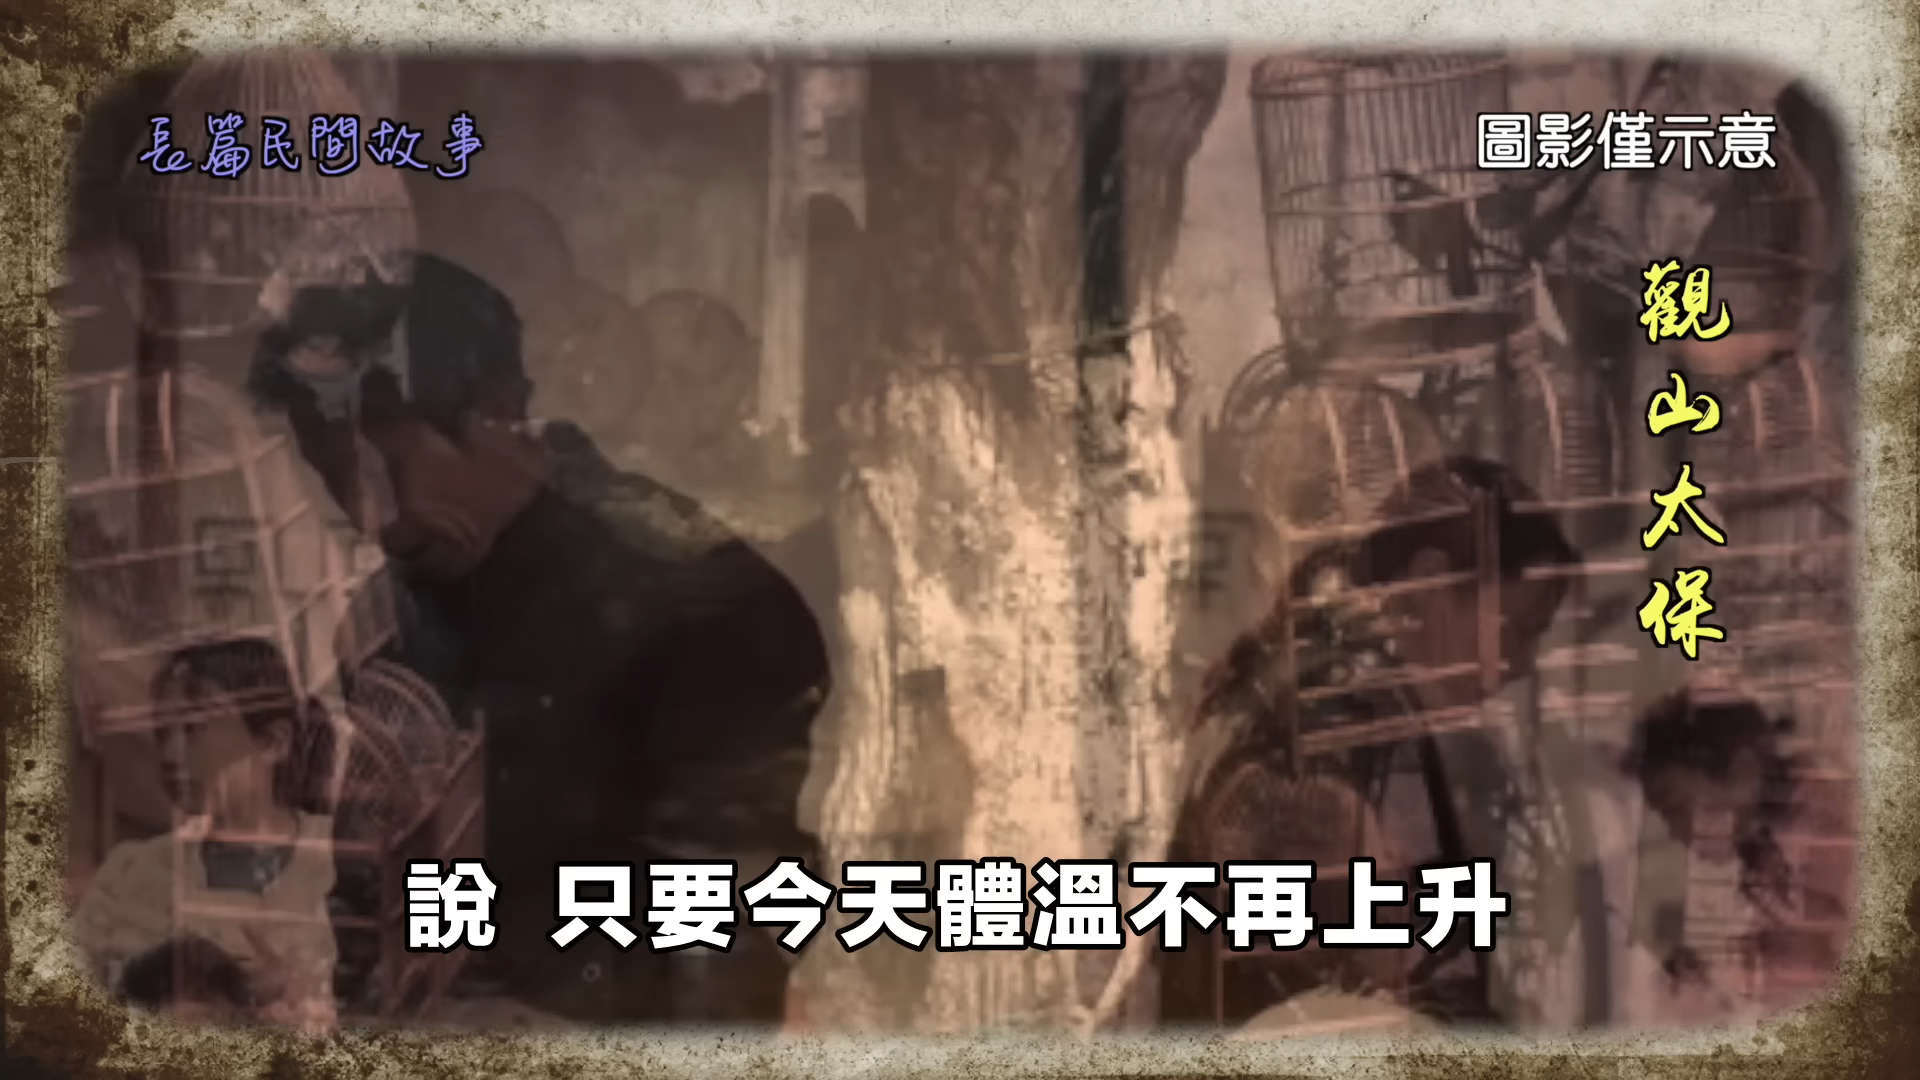 長篇民間故事
圖影僅示意
觀山太保
說 只要今天體溫不再上升